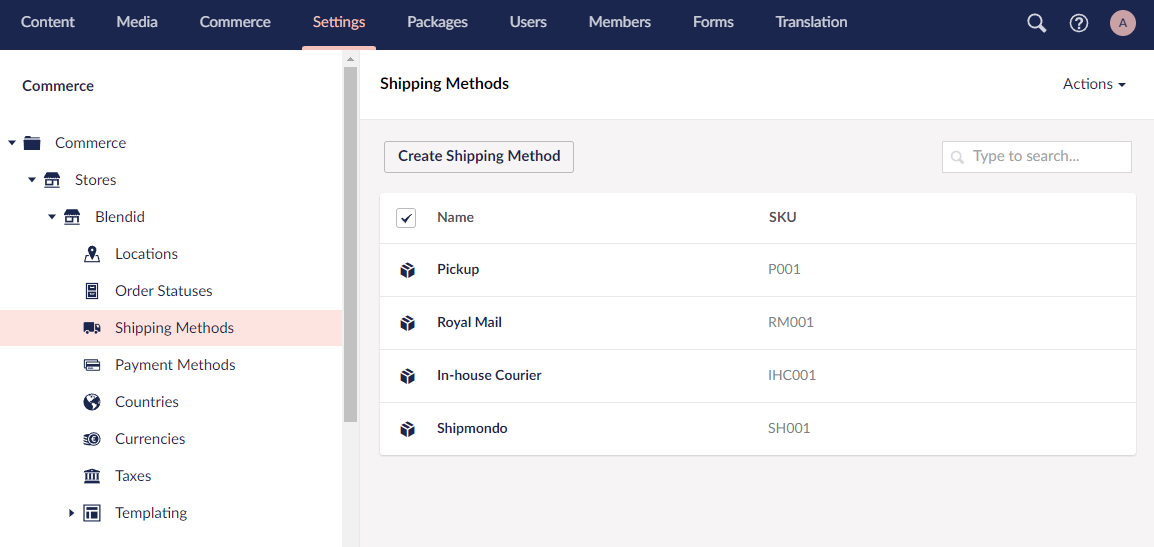 Content Media Commerce Settings Packages Users Members Forms Translation A
Commerce
Commerce
Stores
Blendid
Locations
Order Statuses
Shipping Methods
Payment Methods
Countries
Currencies
Taxes
Templating
Shipping Methods Actions
Create Shipping Method Type to search...
Name SKU
Pickup P001
Royal Mail RM001
In-house Courier IHC001
Shipmondo SH001